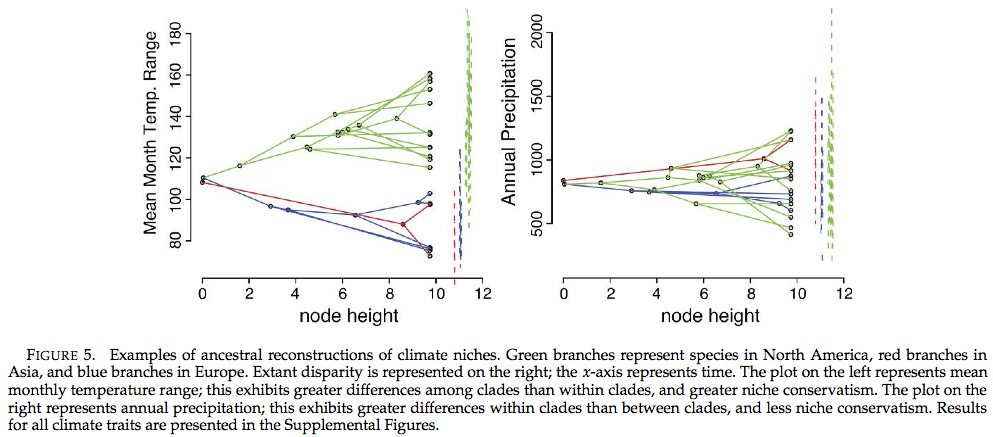 Mean Month Temp. Range
80 100 120 140 160 180
0 2 4 6 8 10 12
node height
Annual Precipitation
500 1000 1500 2000
0 2 4 6 8 10 12
node height
FIGURE 5. Examples of ancestral reconstructions of climate niches. Green branches represent species in North America, red branches in
Asia, and blue branches in Europe. Extant disparity is represented on the right; the x-axis represents time. The plot on the left represents mean
monthly temperature range; this exhibits greater differences among clades than within clades, and greater niche conservatism. The plot on the
right represents annual precipitation; this exhibits greater differences within clades than between clades, and less niche conservatism. Results
for all climate traits are presented in the Supplemental Figures.